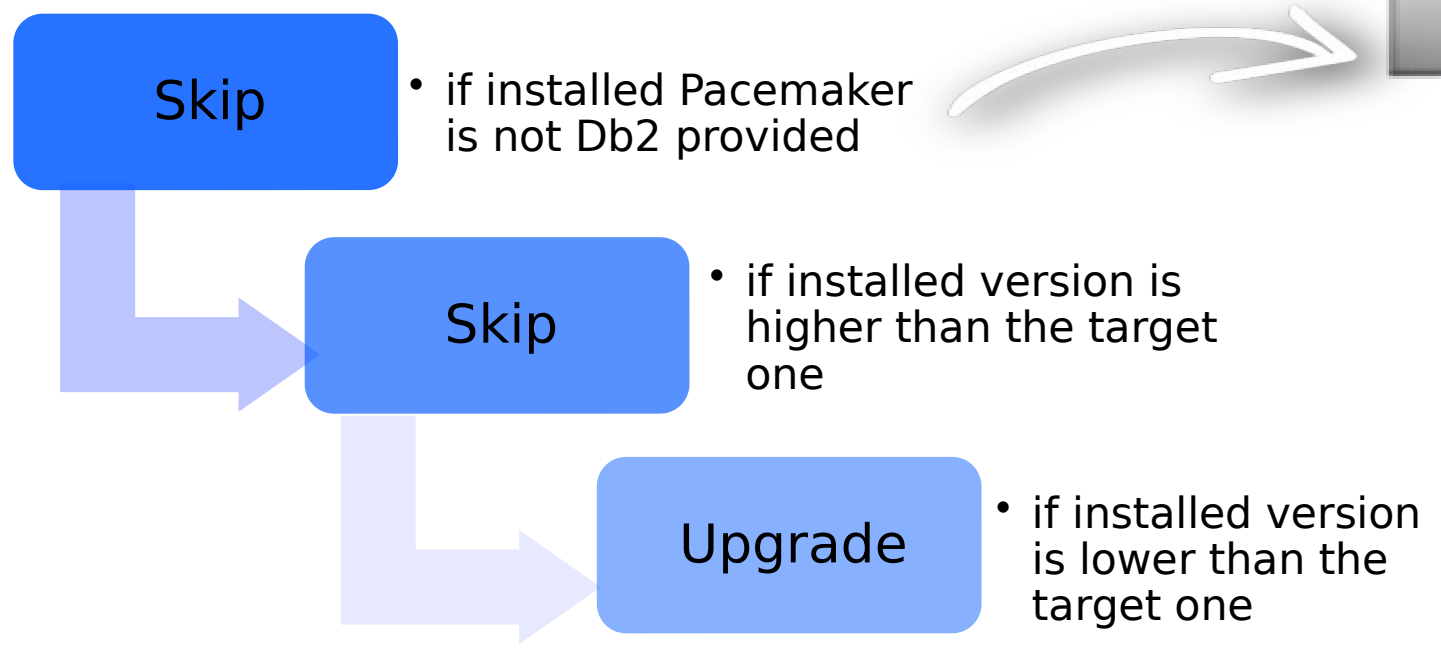 Skip
• if installed Pacemaker
is not Db2 provided
Skip
• if installed version is
higher than the target
one
Upgrade
• if installed version
is lower than the
target one